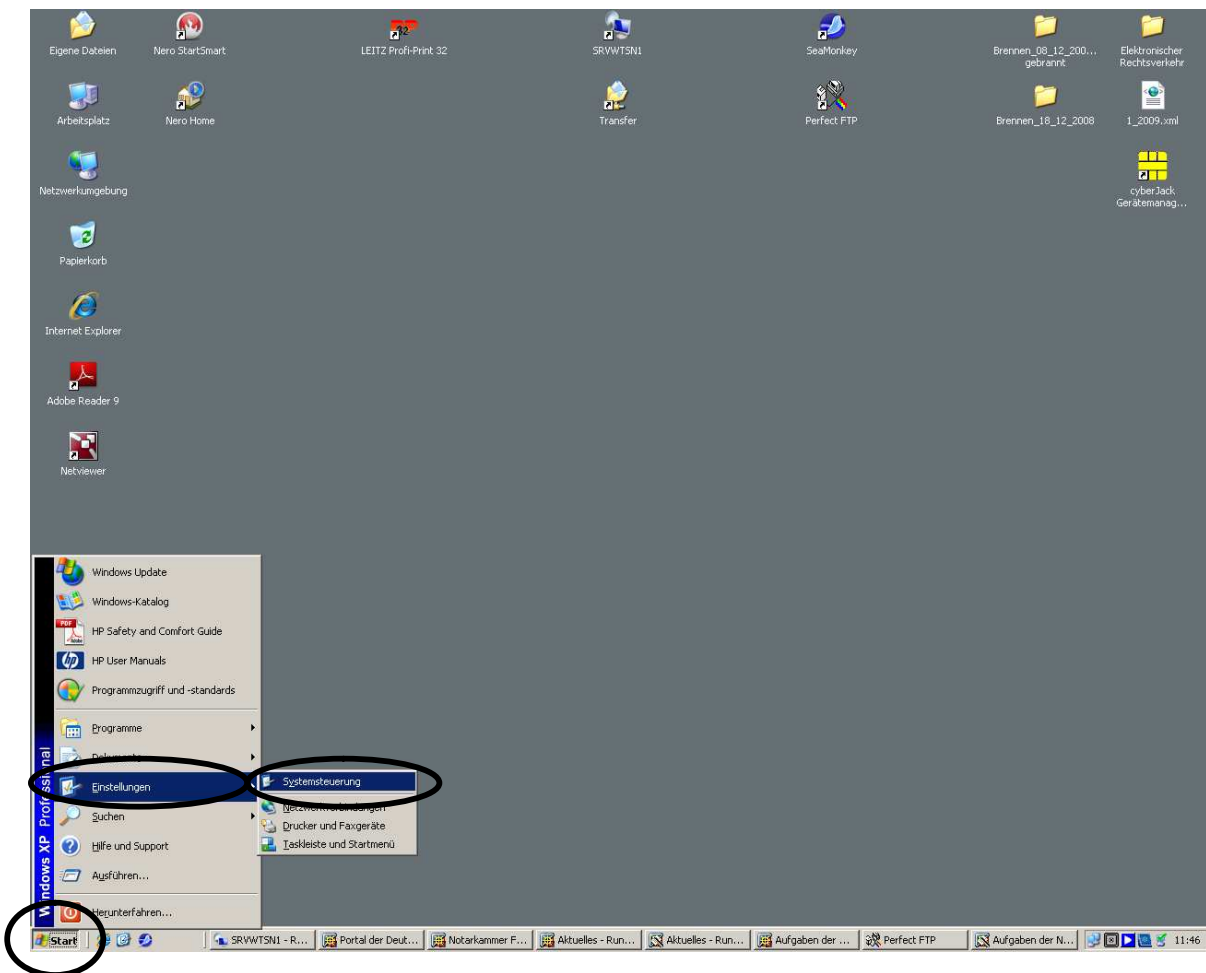 Eigene Dateien
Nero StartSmart
LEITZ Profi-Print 32
SRVWTSN1
SeaMonkey
Brennen_08_12_200...
gebrannt
Elektronischer
Rechtsverkehr
Arbeitsplatz
Nero Home
Transfer
Perfect FTP
Brennen_18_12_2008
1_2009.xml
Netzwerkumgebung
cyberJack
Gerätemanag...
Papierkorb
Internet Explorer
Adobe Reader 9
Netviewer
Windows Update
Windows-Katalog
HP Safety and Comfort Guide
HP User Manuals
Programmzugriff und -standards
Programme
Dokumente
Einstellungen
Suchen
Hilfe und Support
Ausführen...
Herunterfahren...
Windows XP Professional
Systemsteuerung
Netzwerkverbindungen
Drucker und Faxgeräte
Taskleiste und Startmenü
Start
SRVWTSN1 - R...
Portal der Deut...
Notarkammer F...
Aktuelles - Run...
Aktuelles - Run...
Aufgaben der ...
Perfect FTP
Aufgaben der N...
11:46